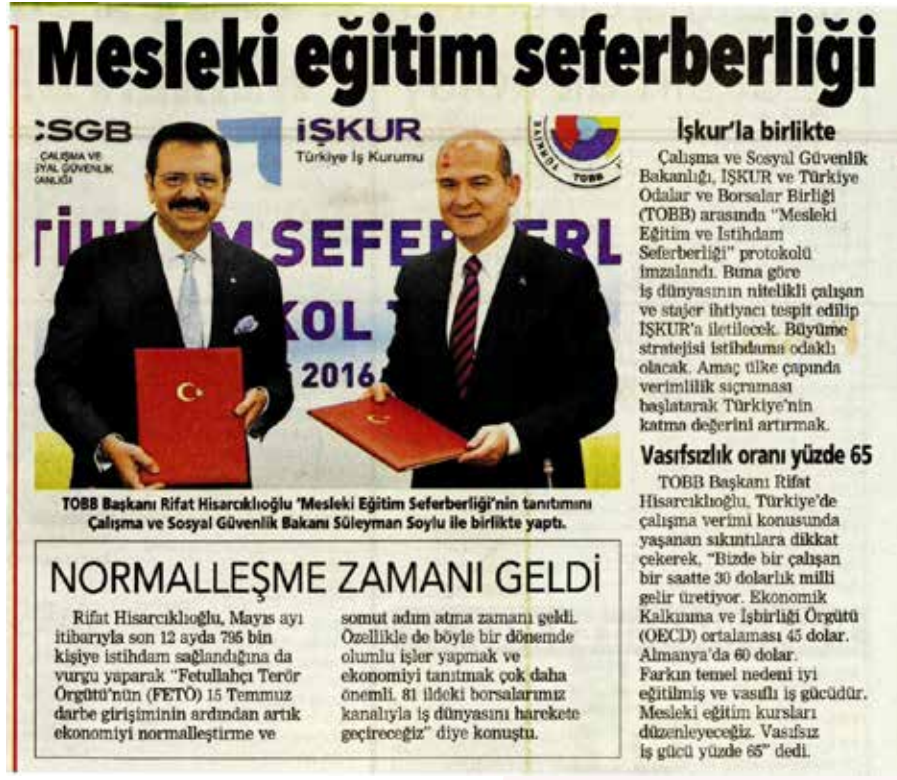 Mesleki eğitim seferberliği
ÇSGB
ÇALIŞMA VE
SYAL GÜVENLİK
KANLIĞI
İŞKUR
Türkiye İş Kurumu
TOBB
SEFE
ERL
KOL T
2016
TOBB Başkanı Rifat Hisarcıklıoğlu 'Mesleki Eğitim Seferberliği'nin tanıtımını
Çalışma ve Sosyal Güvenlik Bakanı Süleyman Soylu ile birlikte yaptı.
NORMALLEŞME ZAMANI GELDİ
Rifat Hisarcıklıoğlu, Mayıs ayı
itibarıyla son 12 ayda 795 bin
kişiye istihdam sağlandığına da
vurgu yaparak "Fetullahçı Terör
Örgütü'nün (FETÖ) 15 Temmuz
darbe girişiminin ardından artık
ekonomiyi normalleştirme ve
somut adım atma zamanı geldi.
Özellikle de böyle bir dönemde
olumlu işler yapmak ve
ekonomiyi tanıtmak çok daha
önemli. 81 ildeki borsalarımız
kanalıyla iş dünyasını harekete
geçireceğiz" diye konuştu.
İşkur'la birlikte
Çalışma ve Sosyal Güvenlik
Bakanlığı, İŞKUR ve Türkiye
Odalar ve Borsalar Birliği
(TOBB) arasında "Mesleki
Eğitim ve İstihdam
Seferberliği" protokolü
imzalandı. Buna göre
iş dünyasının nitelikli çalışan
ve stajer ihtiyacı tespit edilip
İŞKUR'a iletilecek. Büyüme
stratejisi istihdama odaklı
olacak. Amaç ülke çapında
verimlilik sıçraması
başlatarak Türkiye'nin
katma değerini artırmak.
Vasıfsızlık oranı yüzde 65
TOBB Başkanı Rifat
Hisarcıklıoğlu, Türkiye'de
çalışma verimi konusunda
yaşanan sıkıntılara dikkat
çekerek, "Bizde bir çalışan
bir saatte 30 dolarlık milli
gelir üretiyor. Ekonomik
Kalkınma ve İşbirliği Örgütü
(OECD) ortalaması 45 dolar.
Almanya'da 60 dolar.
Farkın temel nedeni iyi
eğitilmiş ve vasıflı iş gücüdür.
Mesleki eğitim kursları
düzenleyeceğiz. Vasıfsız
iş gücü yüzde 65" dedi.